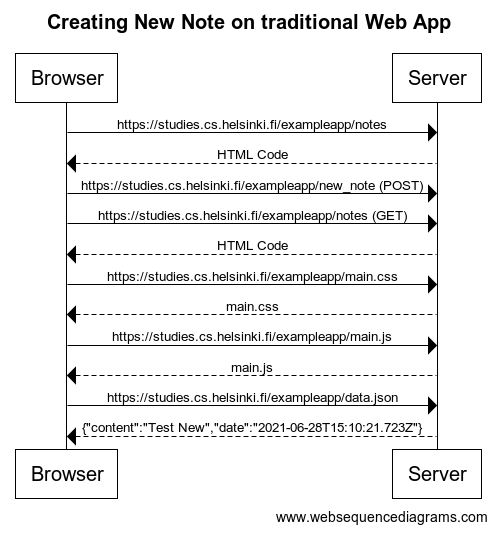 Creating New Note on traditional Web App
Browser Server
https://studies.cs.helsinki.fi/exampleapp/notes
HTML Code
https://studies.cs.helsinki.fi/exampleapp/new_note (POST)
https://studies.cs.helsinki.fi/exampleapp/notes (GET)
HTML Code
https://studies.cs.helsinki.fi/exampleapp/main.css
main.css
https://studies.cs.helsinki.fi/exampleapp/main.js
main.js
https://studies.cs.helsinki.fi/exampleapp/data.json
{"content":"Test New","date":"2021-06-28T15:10:21.723Z"}
Browser Server
www.websequencediagrams.com